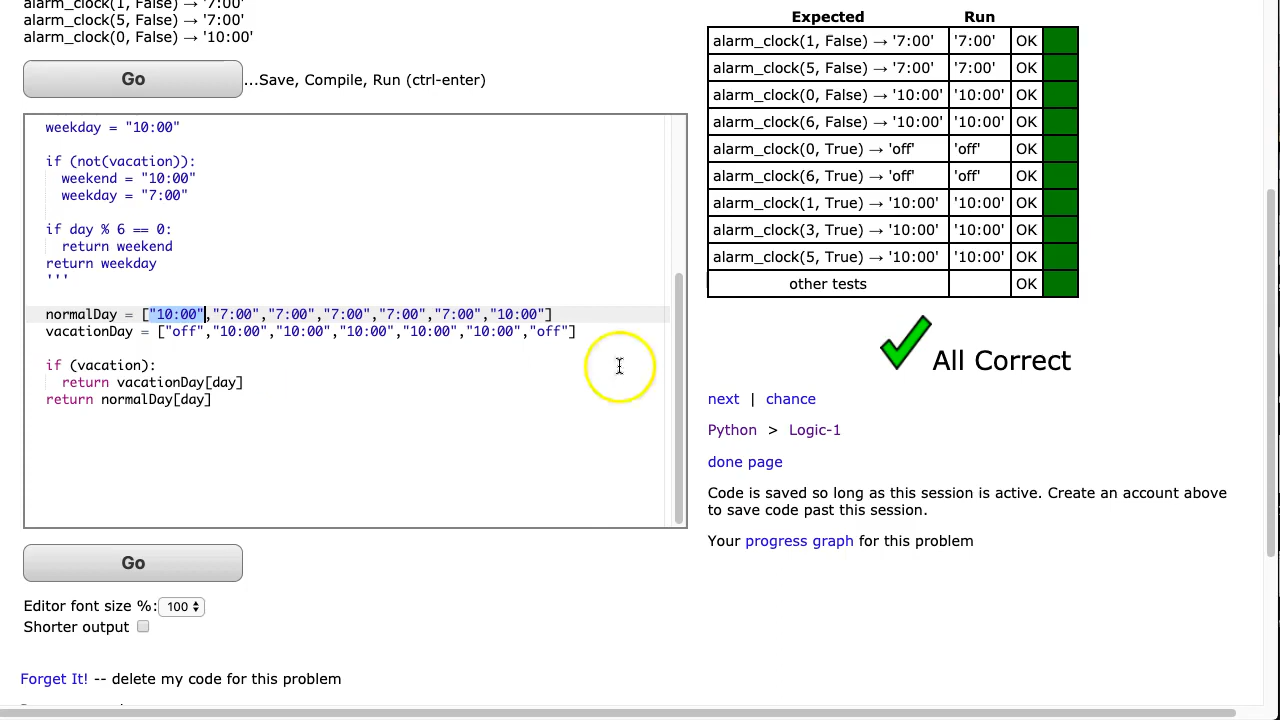 alarm_clock(1, False) → '7:00'
alarm_clock(5, False) → '7:00'
alarm_clock(0, False) → '10:00'
Go ...Save, Compile, Run (ctrl-enter)
weekday = "10:00"
if (not(vacation)):
weekend = "10:00"
weekday = "7:00"
if day % 6 == 0:
return weekend
return weekday
'''
normalDay = ["10:00","7:00","7:00","7:00","7:00","7:00","10:00"]
vacationDay = ["off","10:00","10:00","10:00","10:00","10:00","off"]
if (vacation):
return vacationDay[day]
return normalDay[day]
Go
Editor font size %: 100
Shorter output
Forget It! -- delete my code for this problem
Expected Run
alarm_clock(1, False) → '7:00' '7:00' OK
alarm_clock(5, False) → '7:00' '7:00' OK
alarm_clock(0, False) → '10:00' '10:00' OK
alarm_clock(6, False) → '10:00' '10:00' OK
alarm_clock(0, True) → 'off' 'off' OK
alarm_clock(6, True) → 'off' 'off' OK
alarm_clock(1, True) → '10:00' '10:00' OK
alarm_clock(3, True) → '10:00' '10:00' OK
alarm_clock(5, True) → '10:00' '10:00' OK
other tests OK
All Correct
next | chance
Python > Logic-1
done page
Code is saved so long as this session is active. Create an account above
to save code past this session.
Your progress graph for this problem